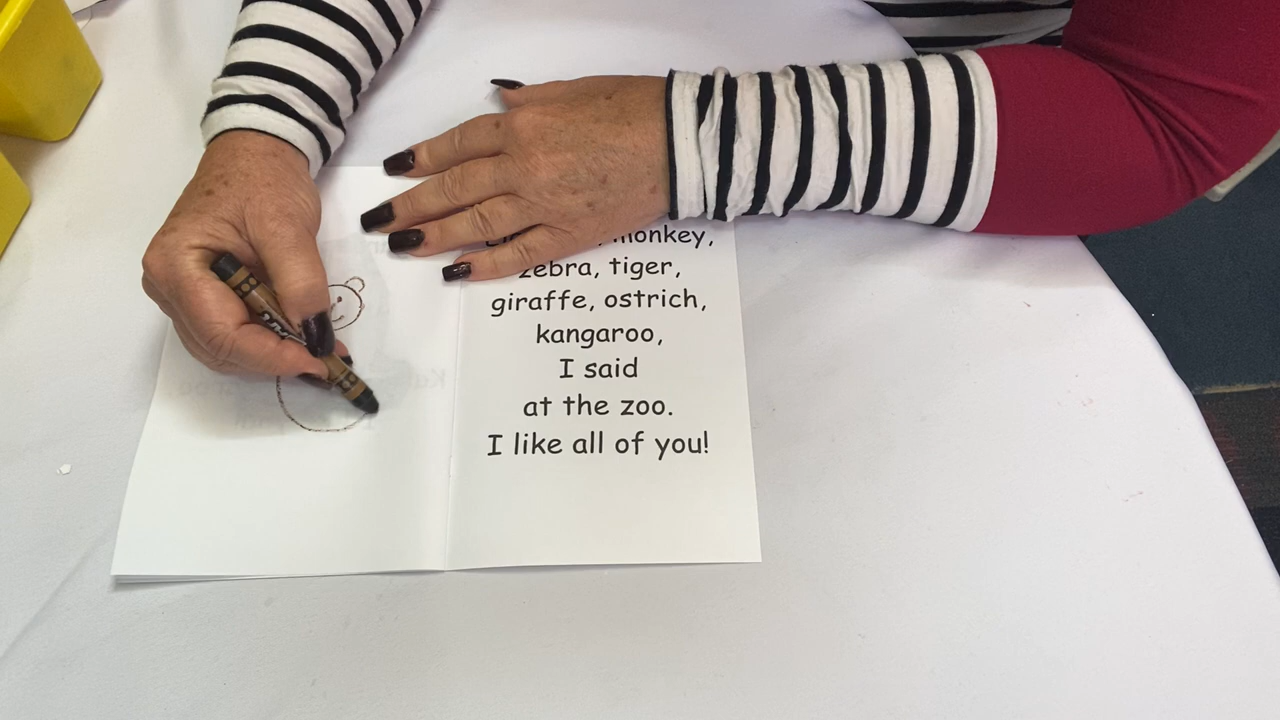 monkey,
zebra, tiger,
giraffe, ostrich,
kangaroo,
I said
at the zoo.
I like all of you!